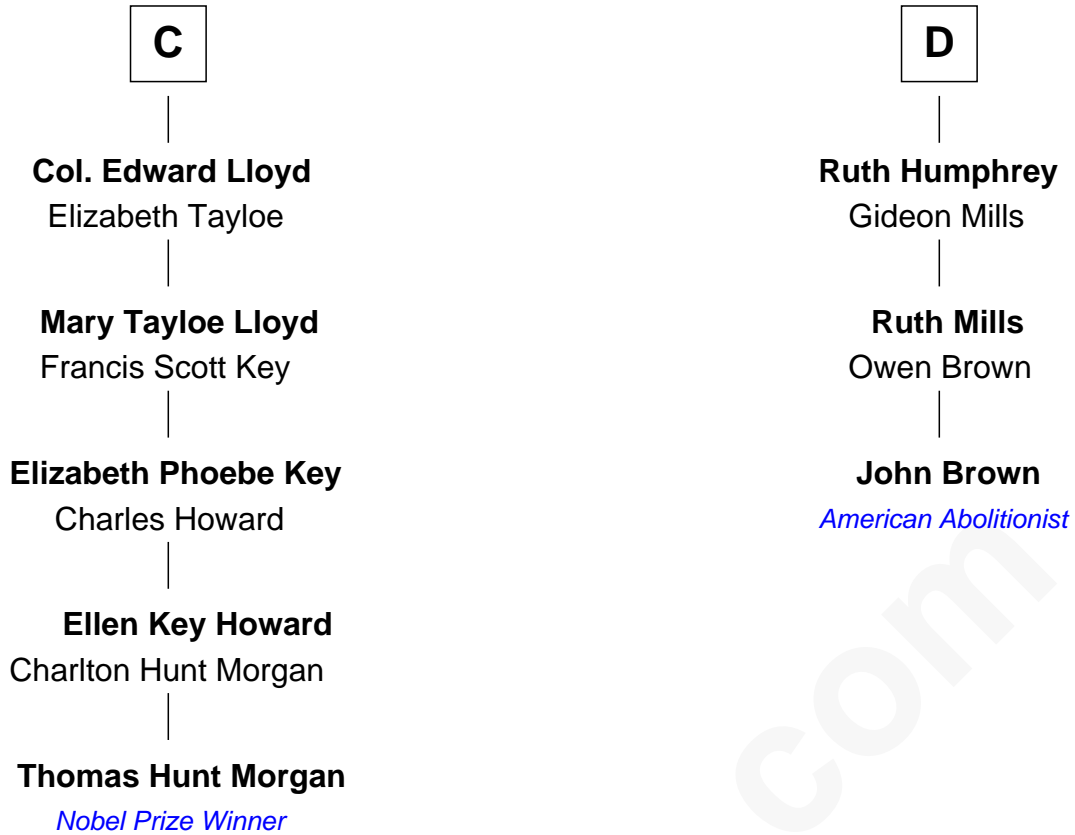 C
Col. Edward Lloyd
Elizabeth Tayloe
Mary Tayloe Lloyd
Francis Scott Key
Elizabeth Phoebe Key
Charles Howard
Ellen Key Howard
Charlton Hunt Morgan
Thomas Hunt Morgan
Nobel Prize Winner
D
Ruth Humphrey
Gideon Mills
Ruth Mills
Owen Brown
John Brown
American Abolitionist
com